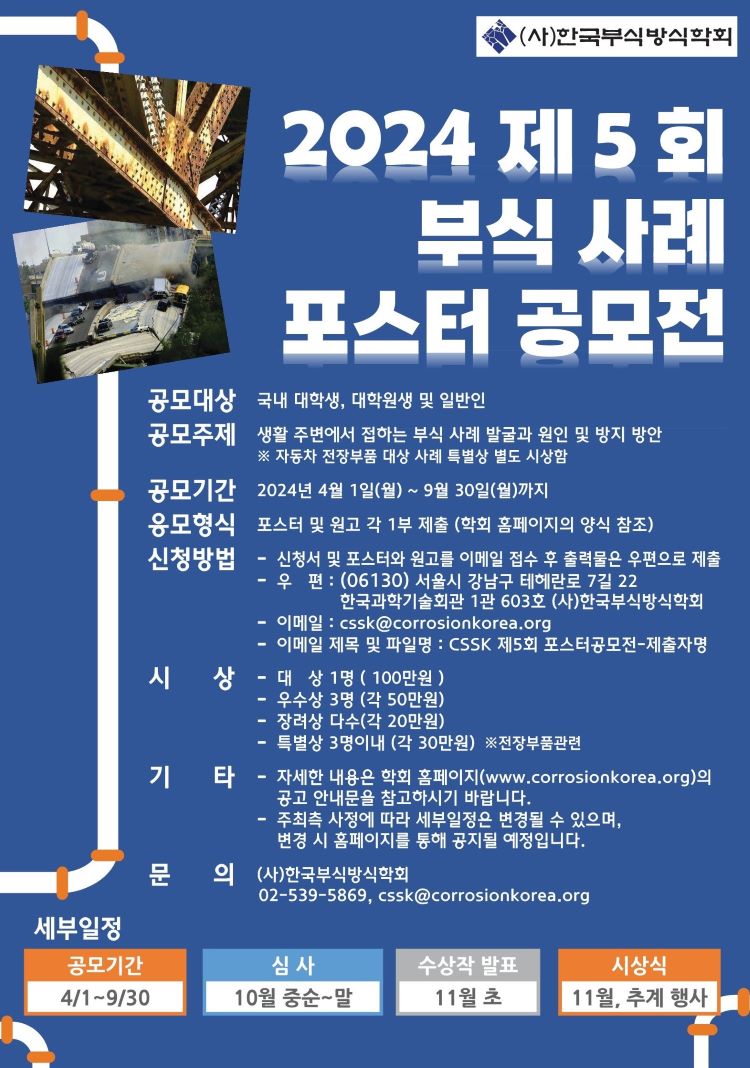 (사)한국부식방식학회
2024 제 5 회
부식 사례
포스터 공모전
공모대상 국내 대학생, 대학원생 및 일반인
공모주제 생활 주변에서 접하는 부식 사례 발굴과 원인 및 방지 방안
※ 자동차 전장부품 대상 사례 특별상 별도 시상함
공모기간 2024년 4월 1일(월) ~ 9월 30일(월)까지
응모형식 포스터 및 원고 각 1부 제출 (학회 홈페이지의 양식 참조)
신청방법 - 신청서 및 포스터와 원고를 이메일 접수 후 출력물은 우편으로 제출
- 우 편 : (06130) 서울시 강남구 테헤란로 7길 22
한국과학기술회관 1관 603호 (사)한국부식방식학회
- 이메일 : cssk@corrosionkorea.org
- 이메일 제목 및 파일명 : CSSK 제5회 포스터공모전-제출자명
시 상 - 대 상 1명 ( 100만원 )
- 우수상 3명 (각 50만원)
- 장려상 다수(각 20만원)
- 특별상 3명이내 (각 30만원) ※전장부품관련
기 타 - 자세한 내용은 학회 홈페이지(www.corrosionkorea.org)의
공고 안내문을 참고하시기 바랍니다.
- 주최측 사정에 따라 세부일정은 변경될 수 있으며,
변경 시 홈페이지를 통해 공지될 예정입니다.
문 의 (사)한국부식방식학회
02-539-5869, cssk@corrosionkorea.org
세부일정
공모기간 심 사 수상작 발표 시상식
4/1~9/30 10월 중순~말 11월 초 11월, 추계 행사